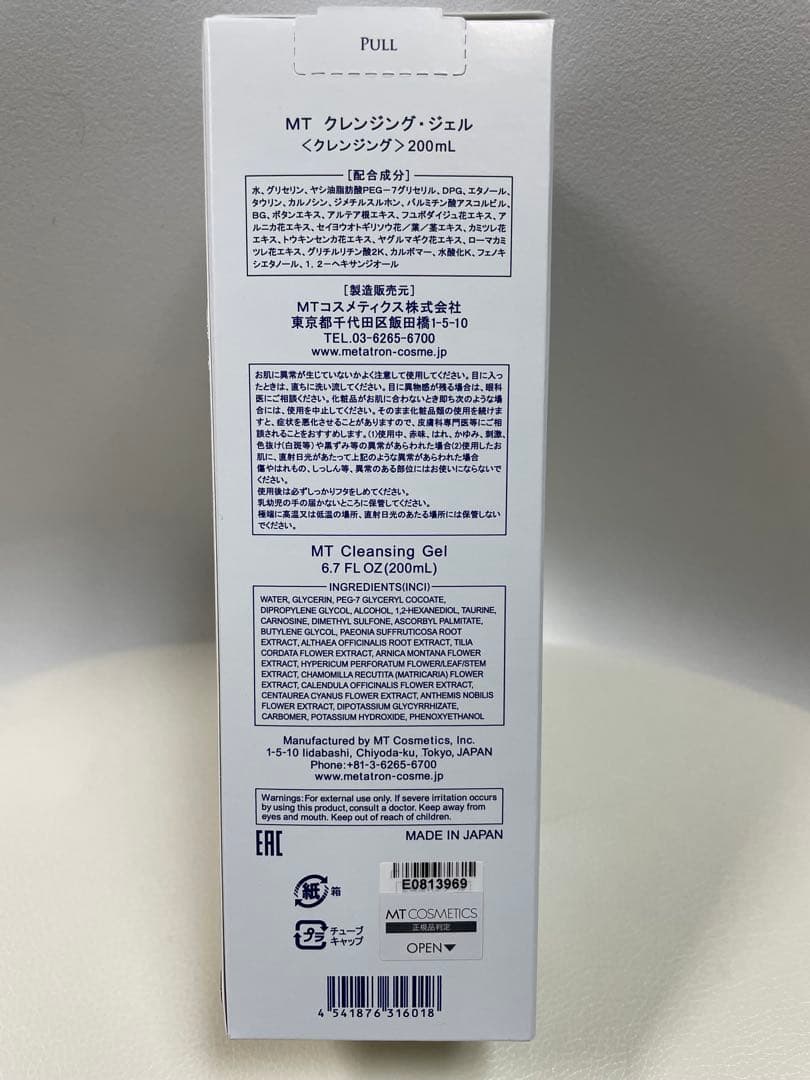 PULL
MT クレンジング・ジェル
＜クレンジング＞200mL
[配合成分]
水、グリセリン、ヤシ油脂肪酸PEG－7グリセリル、DPG、エタノール、
タウリン、カルノシン、ジメチルスルホン、パルミチン酸アスコルビル、
BG、ボタンエキス、アルテア根エキス、フユボダイジュ花エキス、ア
ルニカ花エキス、セイヨウオトギリソウ花／葉／茎エキス、カミツレ花
エキス、トウキンセンカ花エキス、ヤグルマギク花エキス、ローマカミ
ツレ花エキス、グリチルリチン酸2K、カルボマー、水酸化K、フェノキ
シエタノール、1，2－ヘキサンジオール
[製造販売元]
MTコスメティクス株式会社
東京都千代田区飯田橋1-5-10
TEL.03-6265-6700
www.metatron-cosme.jp
お肌に異常が生じていないかよく注意して使用してください。目に入っ
たときは、直ちに洗い流してください。目に異物感が残る場合は、眼科
医にご相談ください。化粧品がお肌に合わないとき即ち次のような場
合には、使用を中止してください。そのまま化粧品類の使用を続けま
すと、症状を悪化させることがありますので、皮膚科専門医等にご相
談されることをおすすめします。(1)使用中、赤味、はれ、かゆみ、刺激、
色抜け(白斑等)や黒ずみ等の異常があらわれた場合(2)使用したお
肌に、直射日光があたって上記のような異常があらわれた場合
傷やはれもの、しっしん等、異常のある部位にはお使いにならないで
ください。
使用後は必ずしっかりフタをしめてください。
乳幼児の手の届かないところに保管してください。
極端に高温又は低温の場所、直射日光のあたる場所には保管しない
でください。
MT Cleansing Gel
6.7 FL OZ(200mL)
INGREDIENTS(INCI)
WATER, GLYCERIN, PEG-7 GLYCERYL COCOATE,
DIPROPYLENE GLYCOL, ALCOHOL, 1,2-HEXANEDIOL, TAURINE,
CARNOSINE, DIMETHYL SULFONE, ASCORBYL PALMITATE,
BUTYLENE GLYCOL, PAEONIA SUFFRUTICOSA ROOT
EXTRACT, ALTHAEA OFFICINALIS ROOT EXTRACT, TILIA
CORDATA FLOWER EXTRACT, ARNICA MONTANA FLOWER
EXTRACT, HYPERICUM PERFORATUM FLOWER/LEAF/STEM
EXTRACT, CHAMOMILLA RECUTITA (MATRICARIA) FLOWER
EXTRACT, CALENDULA OFFICINALIS FLOWER EXTRACT,
CENTAUREA CYANUS FLOWER EXTRACT, ANTHEMIS NOBILIS
FLOWER EXTRACT, DIPOTASSIUM GLYCYRRHIZATE,
CARBOMER, POTASSIUM HYDROXIDE, PHENOXYETHANOL
Manufactured by MT Cosmetics, Inc.
1-5-10 Iidabashi, Chiyoda-ku, Tokyo, JAPAN
Phone:+81-3-6265-6700
www.metatron-cosme.jp
Warnings:For external use only. If severe irritation occurs
by using this product, consult a doctor. Keep away from
eyes and mouth. Keep out of reach of children.
EAC
MADE IN JAPAN
紙 箱
プラ チューブ
キャップ
E0813969
MT COSMETICS
正規品判定
OPEN▼
4 541876 316018